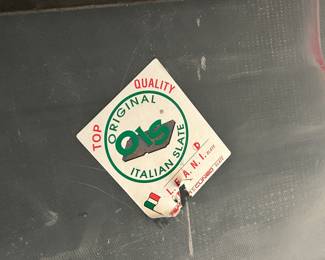 TOP QUALITY
ORIGINAL
OIS ®
ITALIAN SLATE
L.E.A.N.I.